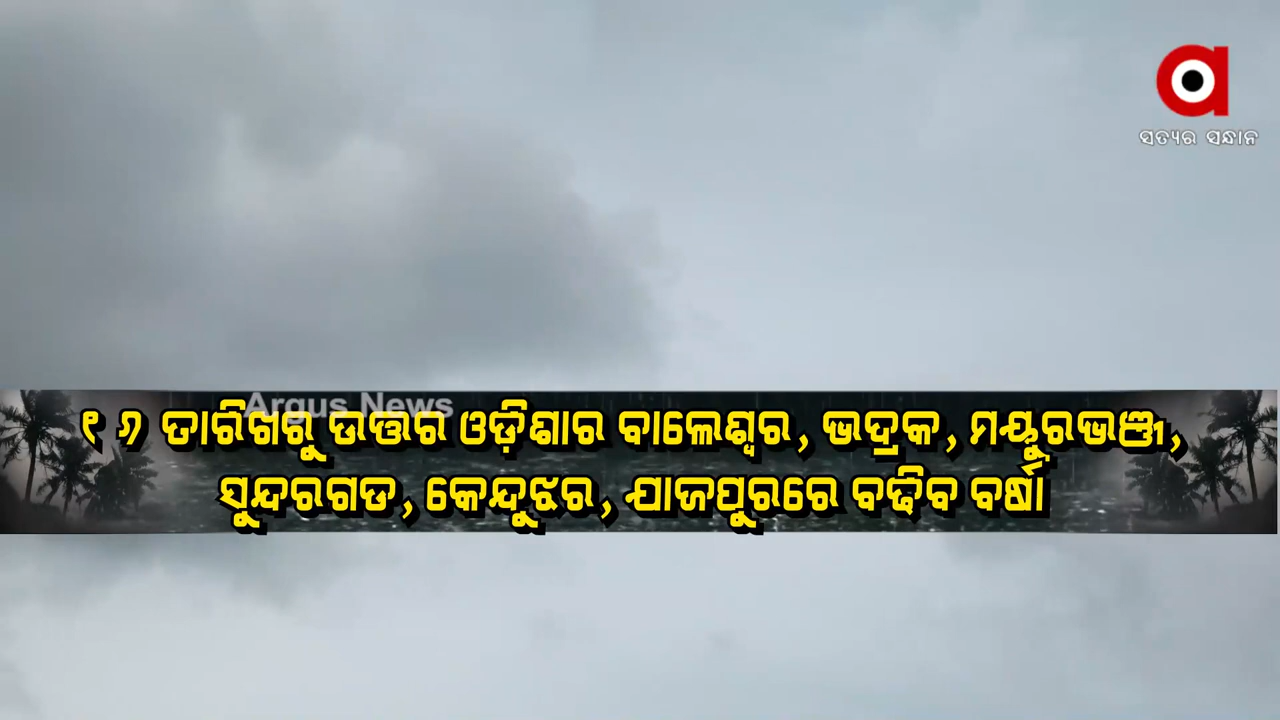 ସତ୍ୟର ସନ୍ଧାନ
Argus News
୧୬ ତାରିଖରୁ ଉତ୍ତର ଓଡ଼ିଶାର ବାଲେଶ୍ୱର, ଭଦ୍ରକ, ମୟୁରଭଞ୍ଜ,
ସୁନ୍ଦରଗଡ, କେନ୍ଦୁଝର, ଯାଜପୁରରେ ବଢ଼ିବ ବର୍ଷା